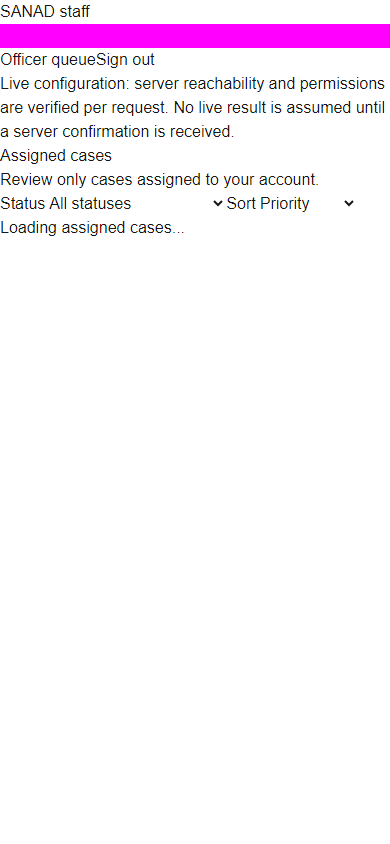 SANAD staff
Officer queueSign out
Live configuration: server reachability and permissions
are verified per request. No live result is assumed until
a server confirmation is received.
Assigned cases
Review only cases assigned to your account.
Status All statuses Sort Priority
Loading assigned cases...